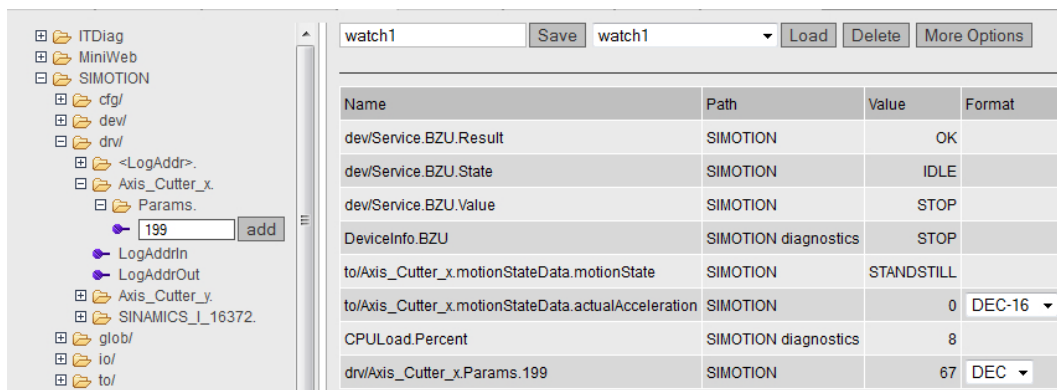 ITDiag
MiniWeb
SIMOTION
cfg/
dev/
drv/
<LogAddr>.
Axis_Cutter_x.
Params.
199 add
LogAddrIn
LogAddrOut
Axis_Cutter_y.
SINAMICS_I_16372.
glob/
io/
to/
watch1 Save watch1 Load Delete More Options
Name Path Value Format
dev/Service.BZU.Result SIMOTION OK
dev/Service.BZU.State SIMOTION IDLE
dev/Service.BZU.Value SIMOTION STOP
DeviceInfo.BZU SIMOTION diagnostics STOP
to/Axis_Cutter_x.motionStateData.motionState SIMOTION STANDSTILL
to/Axis_Cutter_x.motionStateData.actualAcceleration SIMOTION 0 DEC-16
CPULoad.Percent SIMOTION diagnostics 8
drv/Axis_Cutter_x.Params.199 SIMOTION 67 DEC